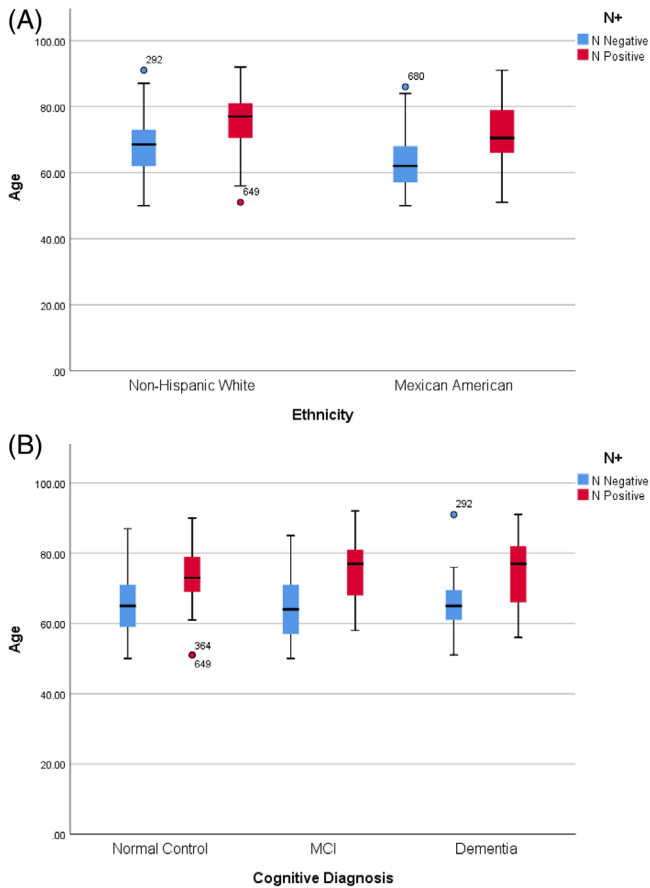 (A)
N+
N Negative
N Positive
100.00
80.00
60.00
40.00
20.00
.00
Age
292
649
680
Non-Hispanic White
Mexican American
Ethnicity
(B)
N+
N Negative
N Positive
100.00
80.00
60.00
40.00
20.00
.00
Age
364
649
292
Normal Control
MCI
Dementia
Cognitive Diagnosis